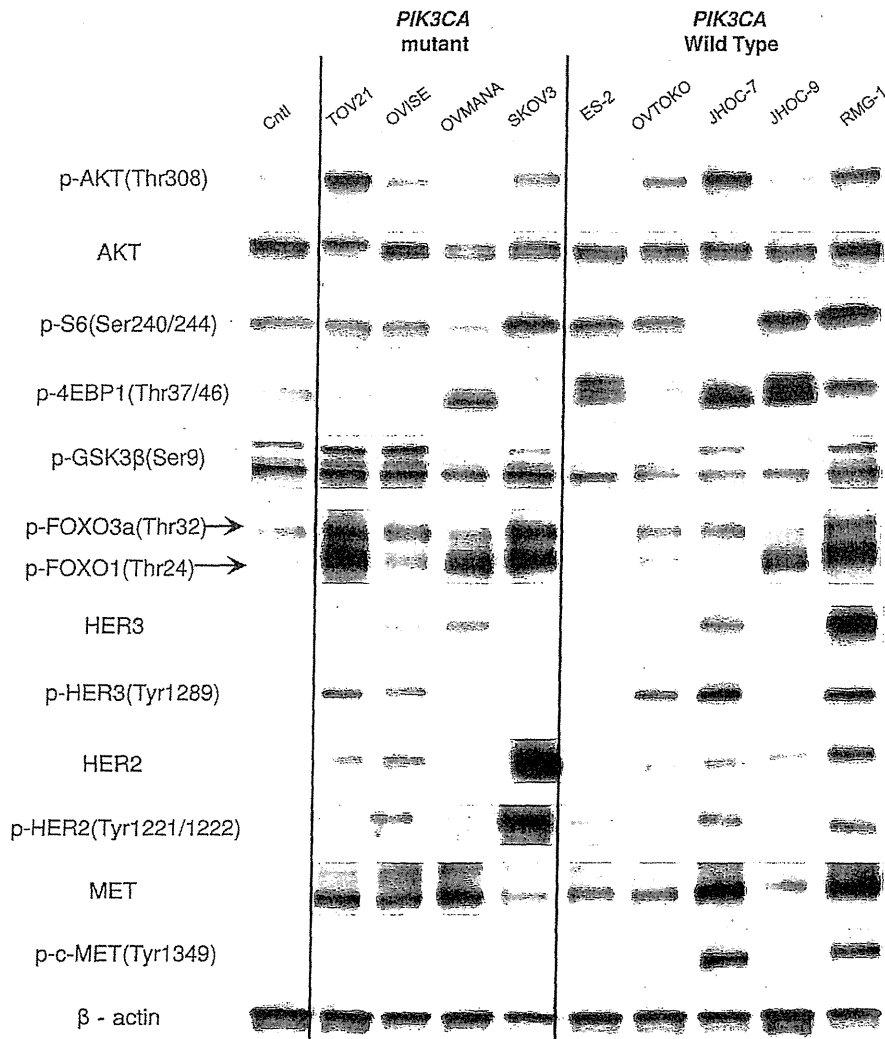 PIK3CA
mutant
PIK3CA
Wild Type
Cntl
TOV21
OVISE
OVMANA
SKOV3
ES-2
OVTOKO
JHOC-7
JHOC-9
RMG-1
p-AKT(Thr308)
AKT
p-S6(Ser240/244)
p-4EBP1(Thr37/46)
p-GSK3β(Ser9)
p-FOXO3a(Thr32)
p-FOXO1(Thr24)
HER3
p-HER3(Tyr1289)
HER2
p-HER2(Tyr1221/1222)
MET
p-c-MET(Tyr1349)
β - actin